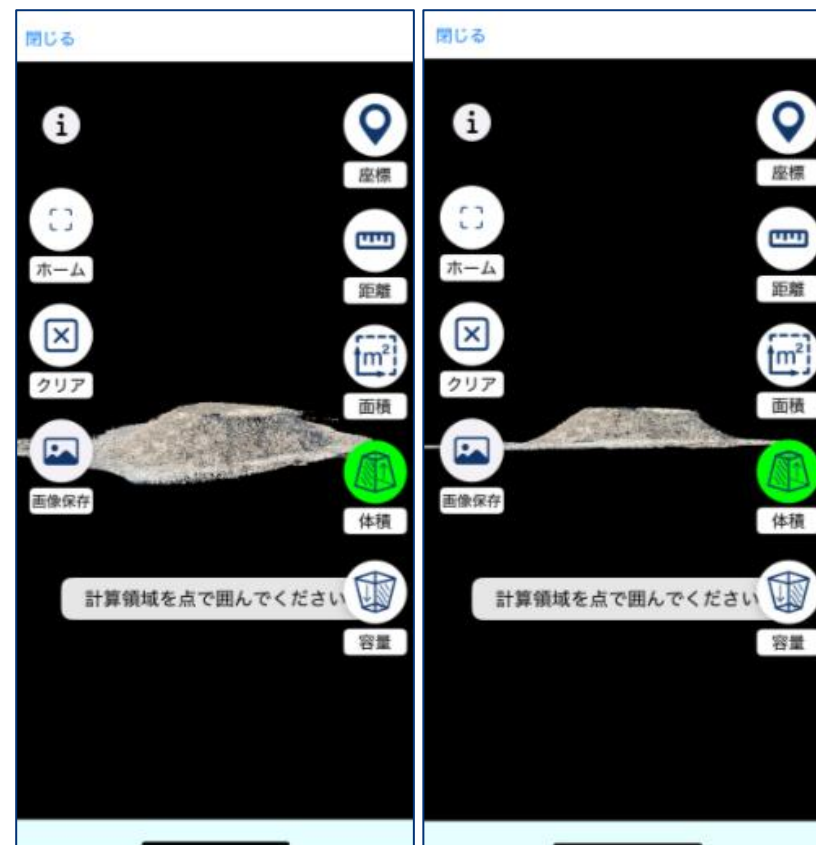 閉じる
i
座標
ホーム
距離
クリア
m²
面積
画像保存
体積
計算領域を点で囲んでください
容量
閉じる
i
座標
ホーム
距離
クリア
m²
面積
画像保存
体積
計算領域を点で囲んでください
容量